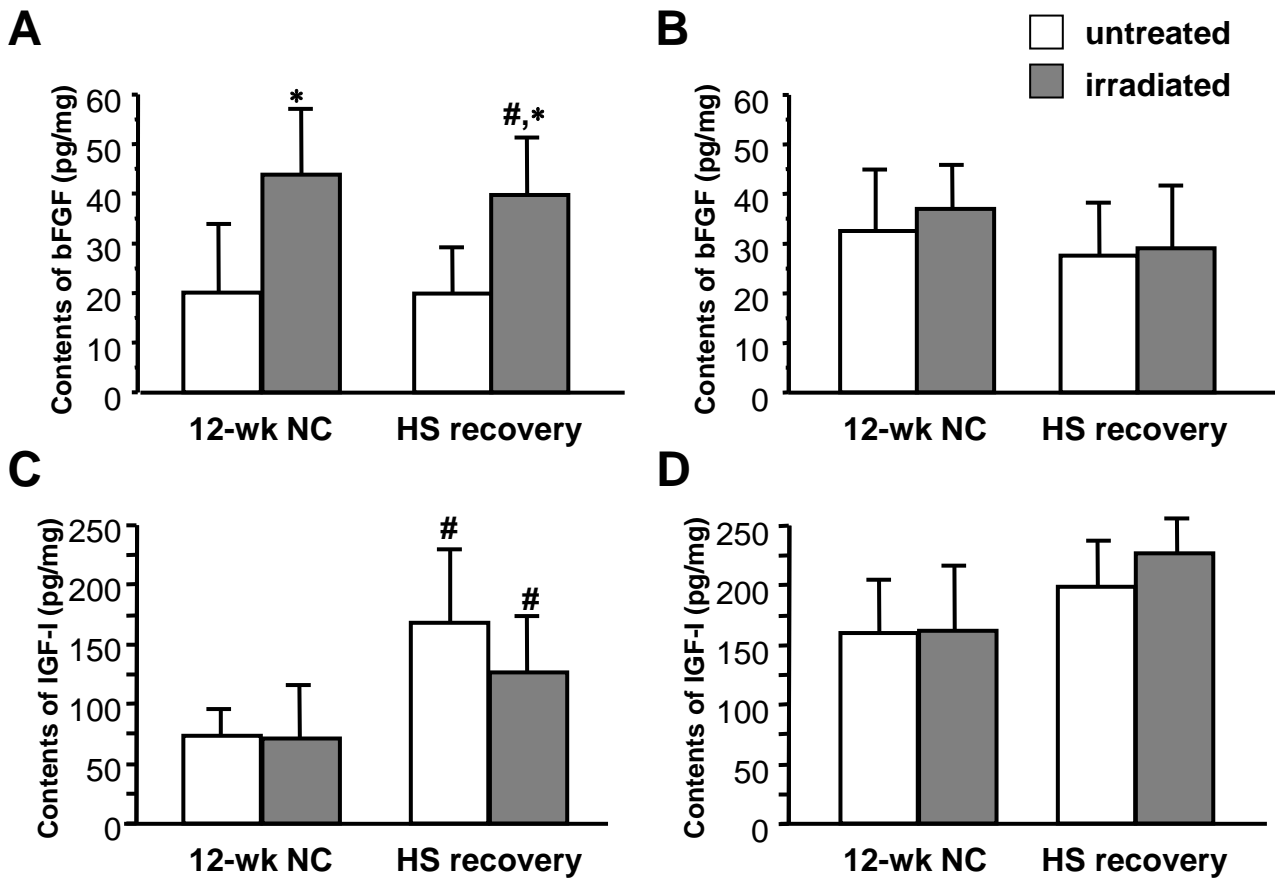 A
B
untreated
irradiated
Contents of bFGF (pg/mg)
60
50
40
30
20
10
0
*
#,*
12-wk NC HS recovery
Contents of bFGF (pg/mg)
60
50
40
30
20
10
0
12-wk NC HS recovery
C
D
Contents of IGF-I (pg/mg)
250
200
150
100
50
0
#
#
12-wk NC HS recovery
Contents of IGF-I (pg/mg)
250
200
150
100
50
0
12-wk NC HS recovery